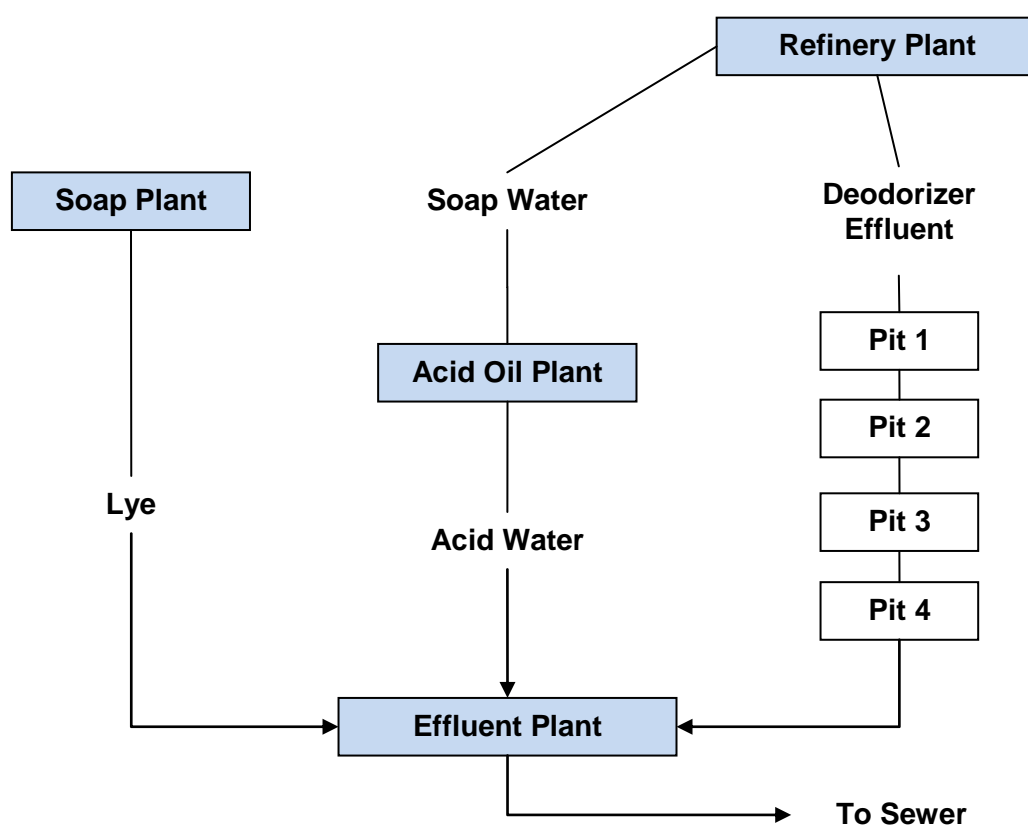 Refinery Plant
Soap Plant
Soap Water
Deodorizer
Effluent
Pit 1
Acid Oil Plant
Pit 2
Lye
Pit 3
Acid Water
Pit 4
Effluent Plant
To Sewer